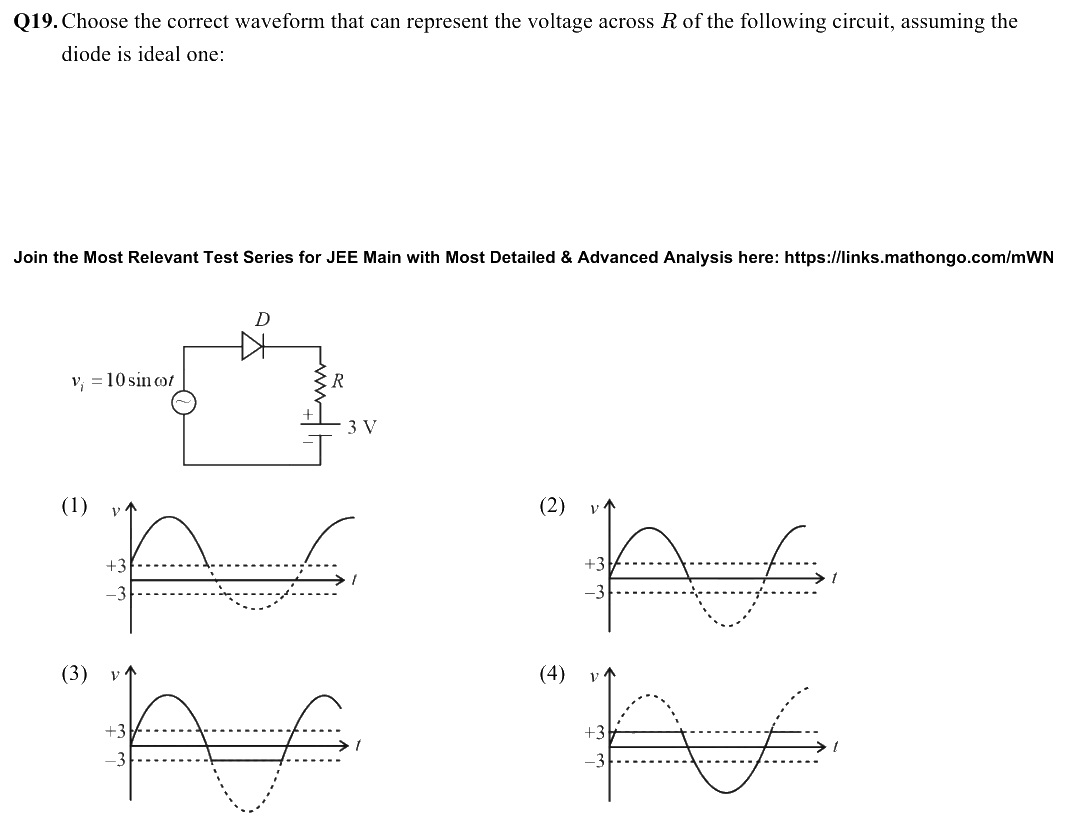 Q19. Choose the correct waveform that can represent the voltage across R of the following circuit, assuming the
diode is ideal one:
Join the Most Relevant Test Series for JEE Main with Most Detailed & Advanced Analysis here: https://links.mathongo.com/mWN
D
v_i = 10 sin ωt
R
+
3 V
−
(1) v
+3
−3
t
(2) v
+3
−3
t
(3) v
+3
−3
t
(4) v
+3
−3
t